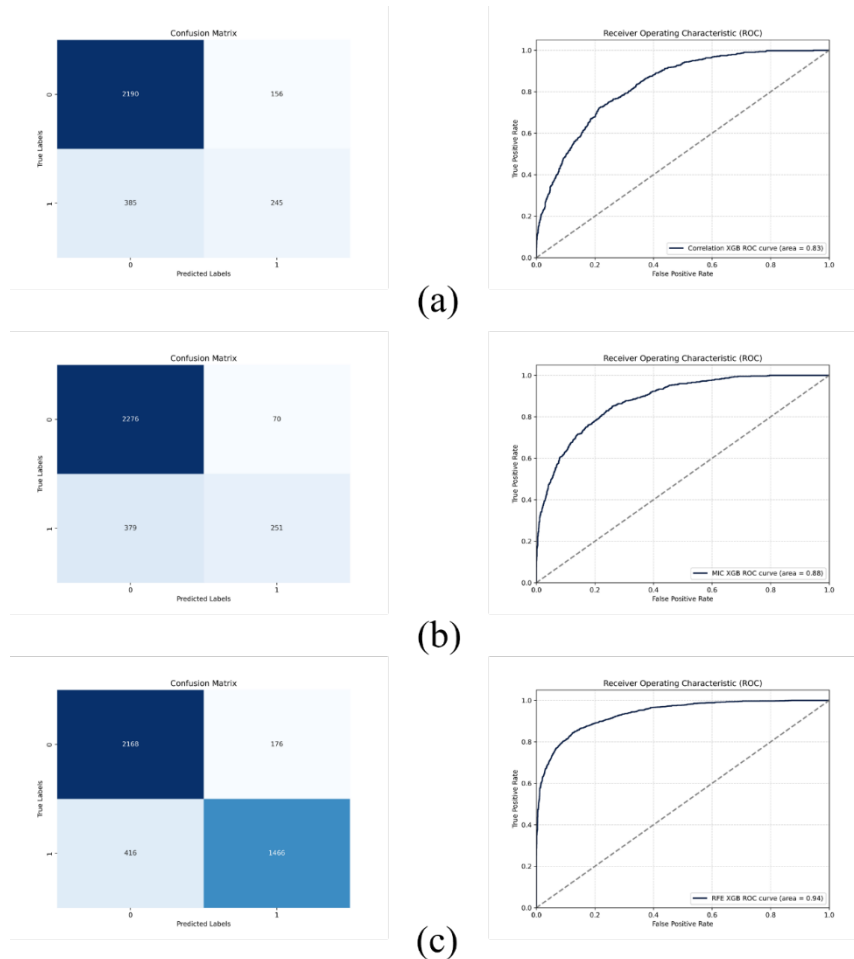 Confusion Matrix
0
2190
156
True Labels
1
385
245
0
1
Predicted Labels
Receiver Operating Characteristic (ROC)
1.0
0.8
0.6
0.4
0.2
0.0
True Positive Rate
Correlation XGB ROC curve (area = 0.83)
0.0
0.2
0.4
0.6
0.8
1.0
False Positive Rate
(a)
Confusion Matrix
0
2276
70
True Labels
1
379
251
0
1
Predicted Labels
Receiver Operating Characteristic (ROC)
1.0
0.8
0.6
0.4
0.2
0.0
True Positive Rate
MIC XGB ROC curve (area = 0.88)
0.0
0.2
0.4
0.6
0.8
1.0
False Positive Rate
(b)
Confusion Matrix
0
2168
176
True Labels
1
416
1466
0
1
Predicted Labels
Receiver Operating Characteristic (ROC)
1.0
0.8
0.6
0.4
0.2
0.0
True Positive Rate
RFE XGB ROC curve (area = 0.94)
0.0
0.2
0.4
0.6
0.8
1.0
False Positive Rate
(c)